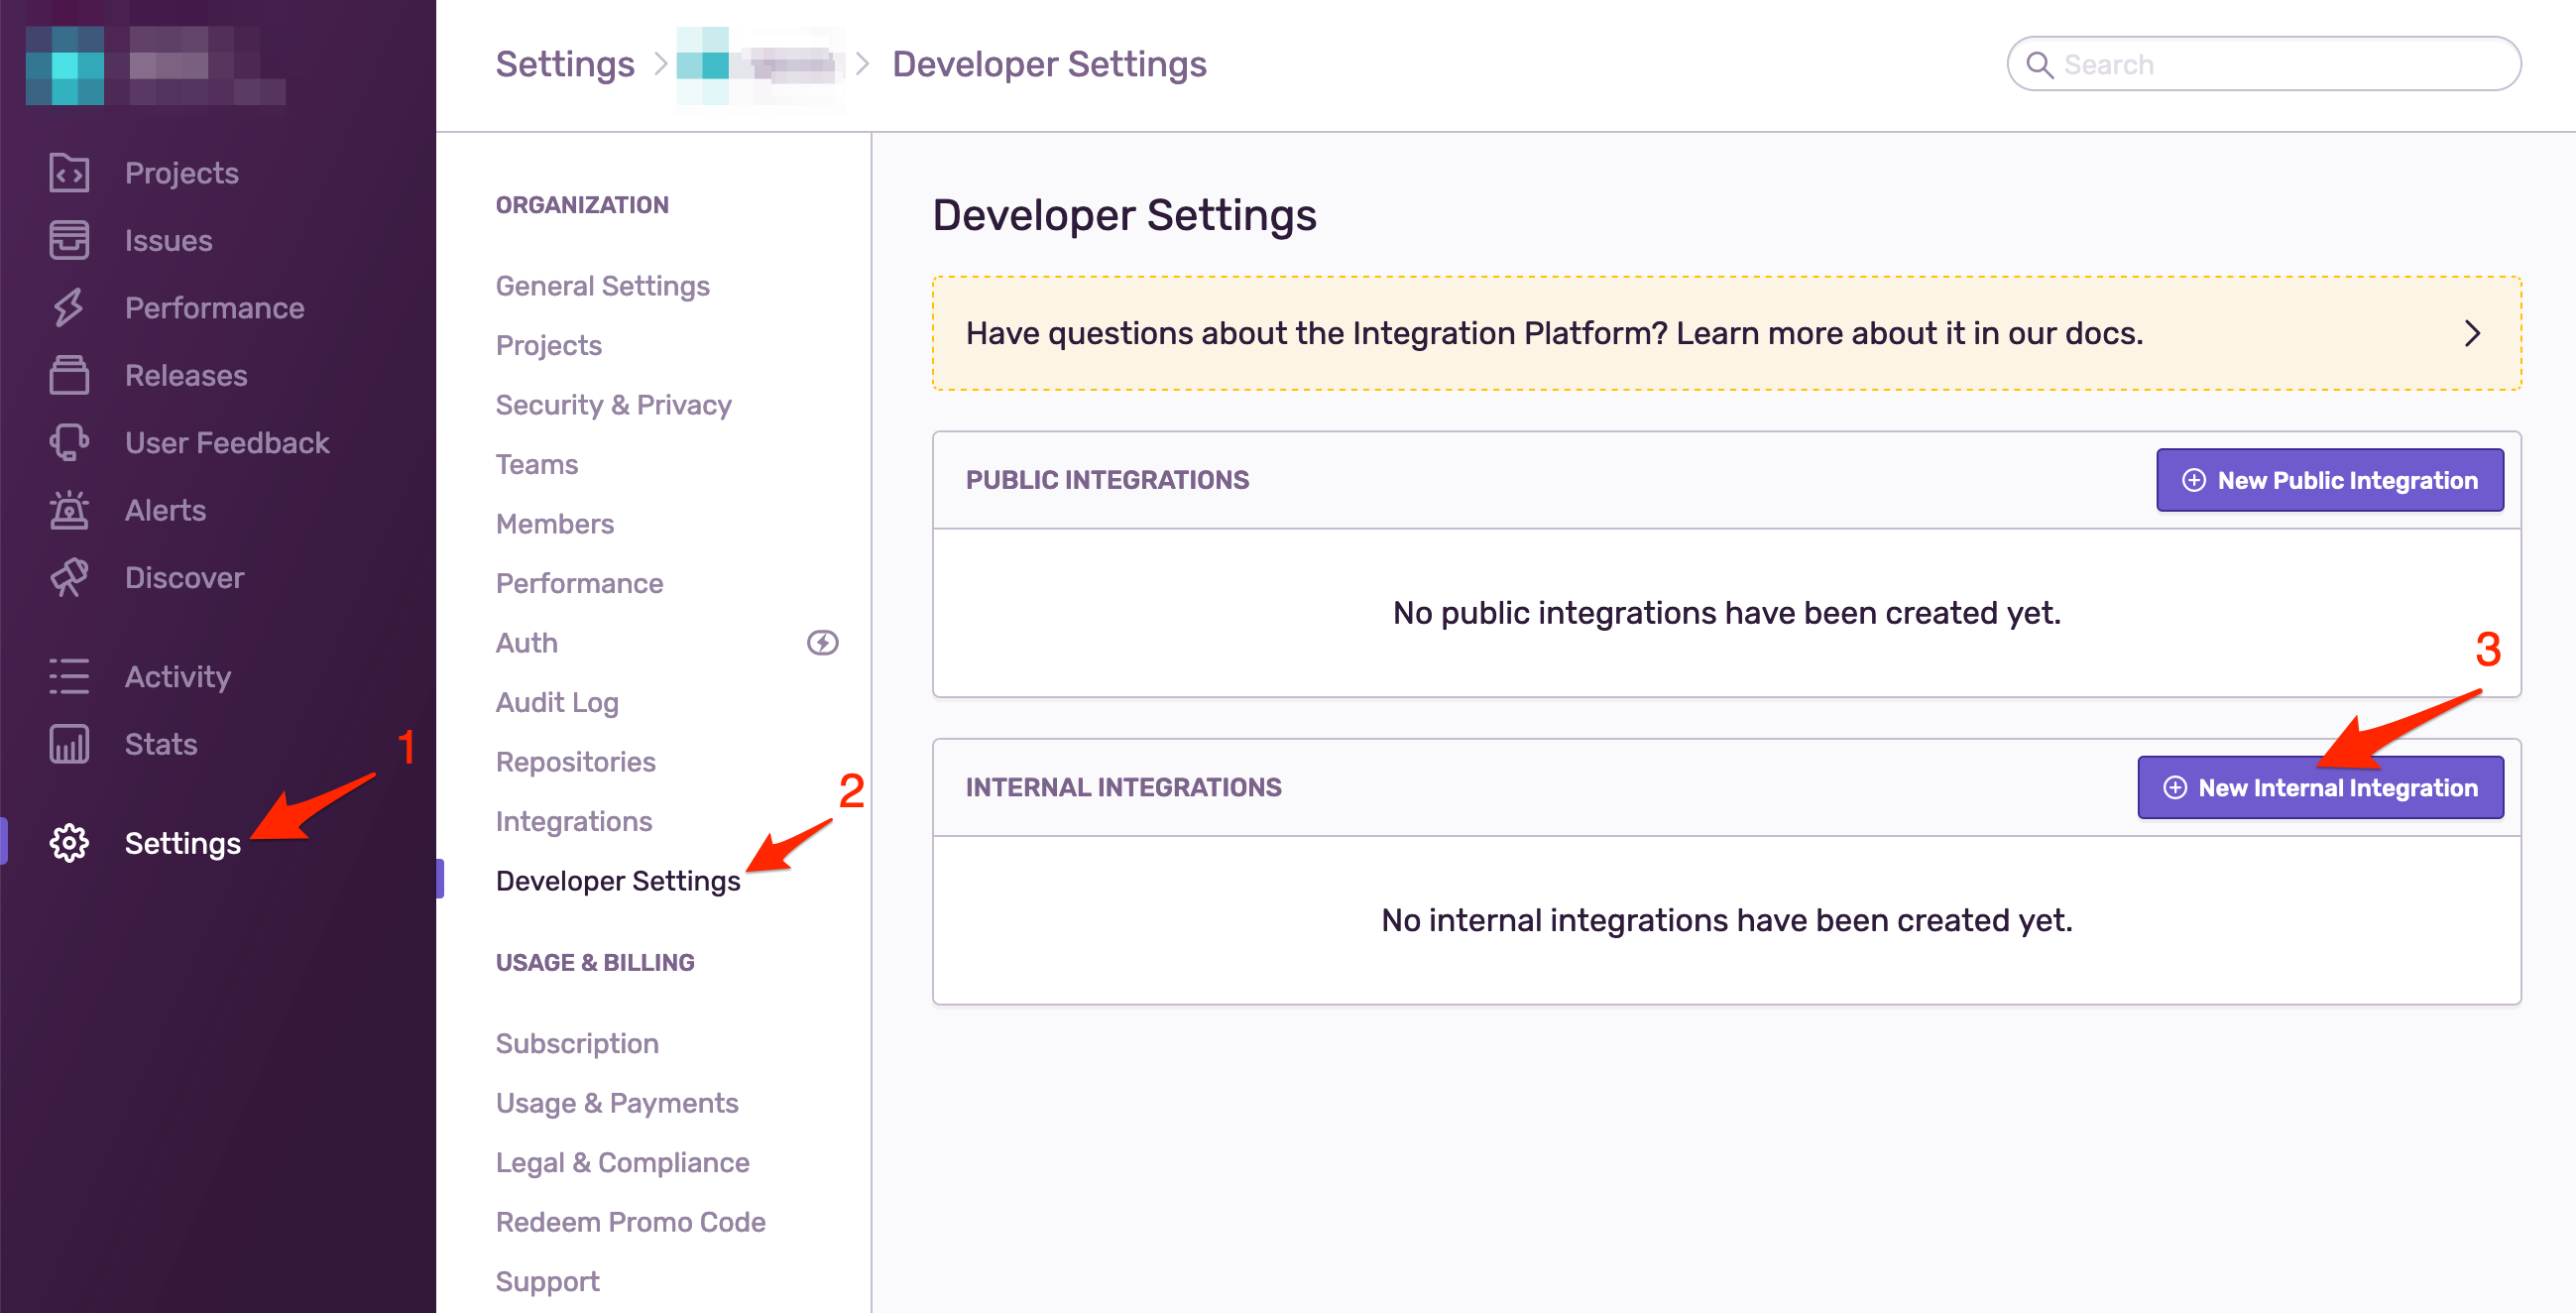 Projects
Issues
Performance
Releases
User Feedback
Alerts
Discover
Activity
Stats
1
Settings
Settings
Developer Settings
Search
ORGANIZATION
General Settings
Projects
Security & Privacy
Teams
Members
Performance
Auth
Audit Log
Repositories
Integrations
2
Developer Settings
USAGE & BILLING
Subscription
Usage & Payments
Legal & Compliance
Redeem Promo Code
Support
Developer Settings
Have questions about the Integration Platform? Learn more about it in our docs.
PUBLIC INTEGRATIONS
New Public Integration
No public integrations have been created yet.
3
INTERNAL INTEGRATIONS
New Internal Integration
No internal integrations have been created yet.